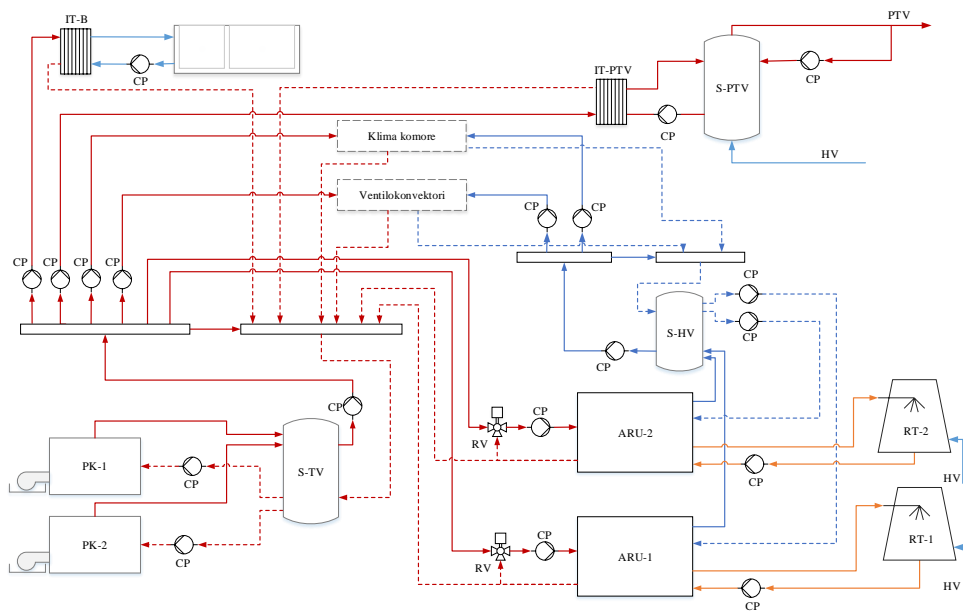 IT-B
PTV
CP
CP
IT-PTV
S-PTV
CP
Klima komore
HV
Ventilokonvektori
CP
CP
CP
CP
CP
CP
CP
S-HV
CP
CP
CP
CP
RV
ARU-2
RT-2
S-TV
PK-1
CP
CP
HV
PK-2
CP
RV
CP
ARU-1
RT-1
CP
HV